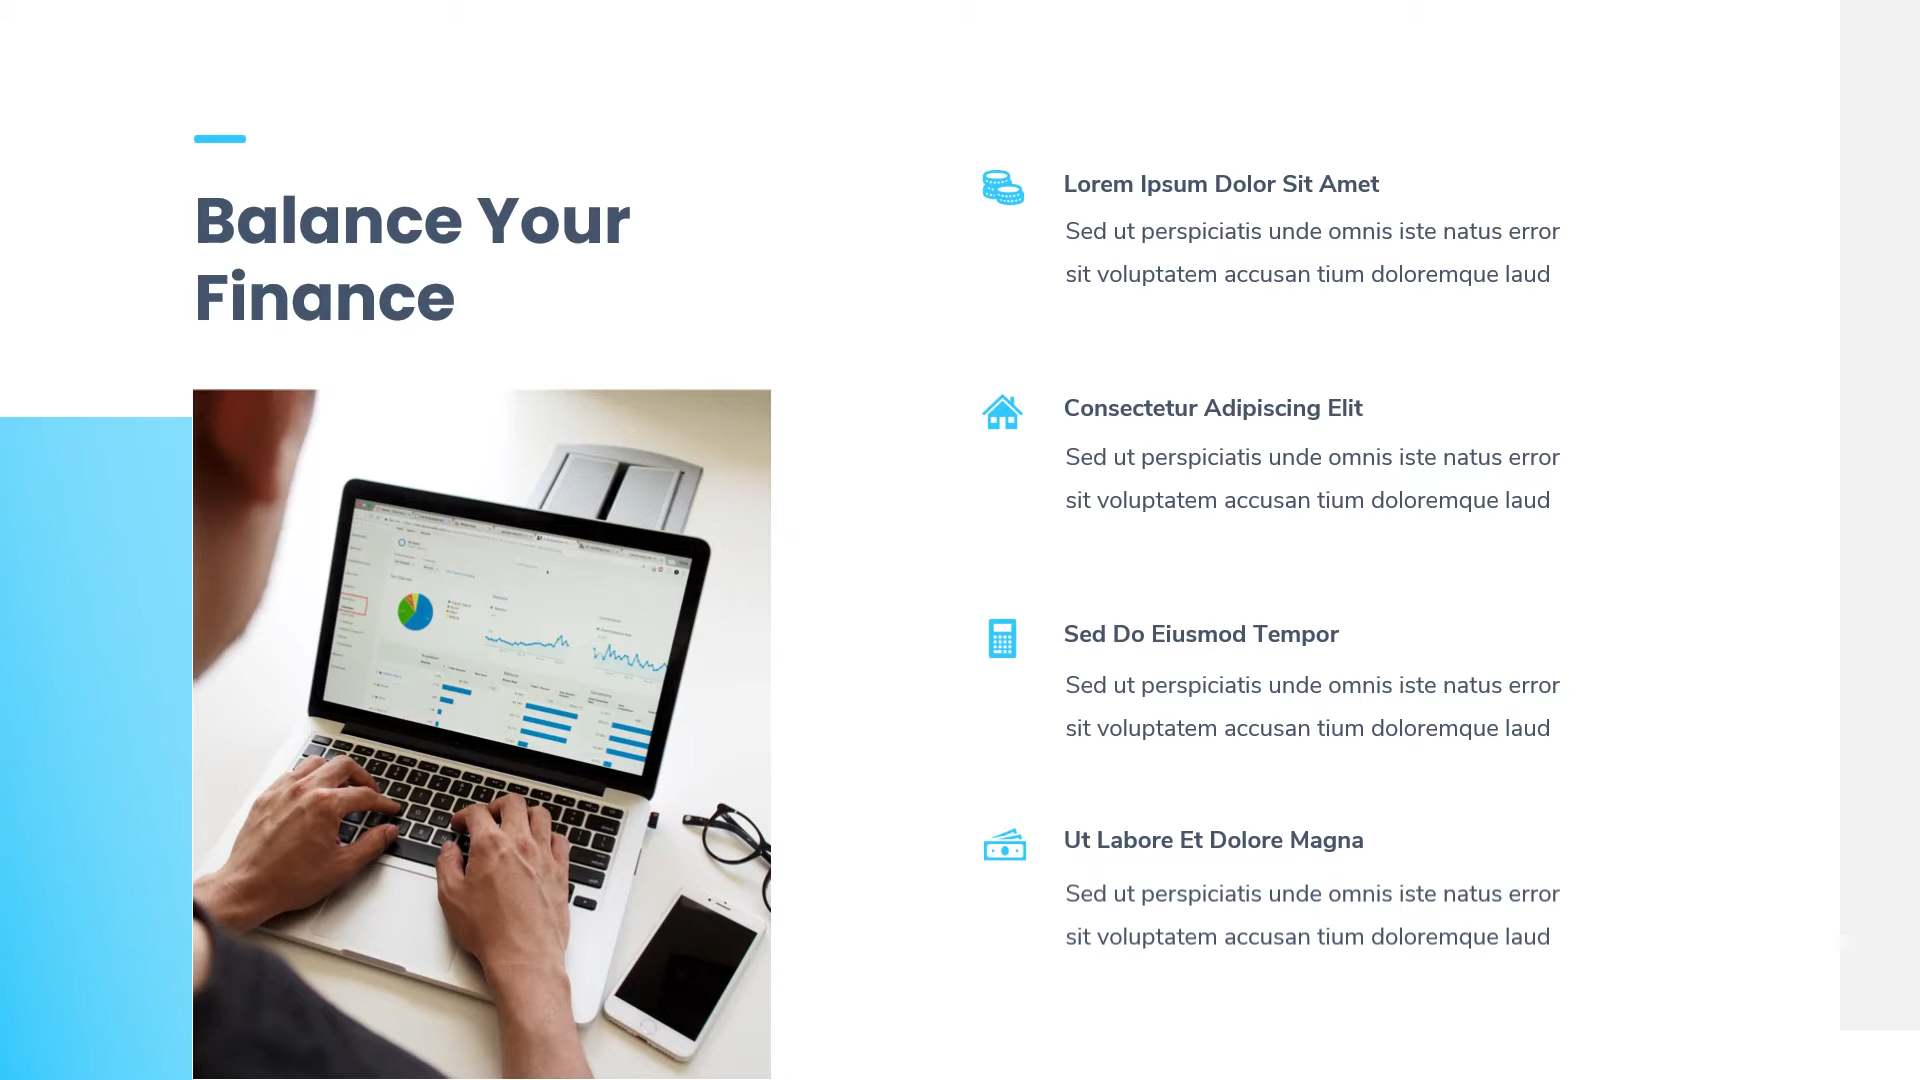 Balance Your
Finance
Lorem Ipsum Dolor Sit Amet
Sed ut perspiciatis unde omnis iste natus error
sit voluptatem accusan tium doloremque laud
Consectetur Adipiscing Elit
Sed ut perspiciatis unde omnis iste natus error
sit voluptatem accusan tium doloremque laud
Sed Do Eiusmod Tempor
Sed ut perspiciatis unde omnis iste natus error
sit voluptatem accusan tium doloremque laud
Ut Labore Et Dolore Magna
Sed ut perspiciatis unde omnis iste natus error
sit voluptatem accusan tium doloremque laud